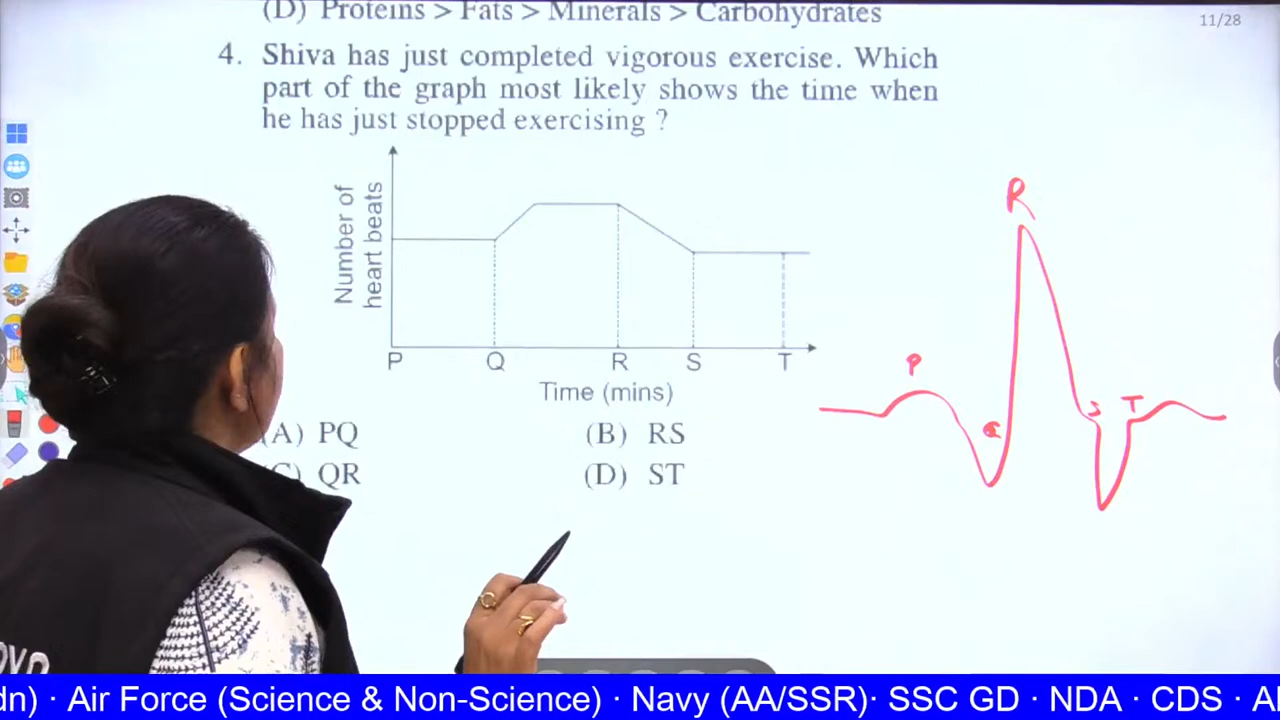 (D) Proteins > Fats > Minerals > Carbohydrates
11/28
4. Shiva has just completed vigorous exercise. Which
part of the graph most likely shows the time when
he has just stopped exercising ?
Number of
heart beats
P Q R S T
Time (mins)
A) PQ
(B) RS
C) QR
(D) ST
R
P
S T
dn) · Air Force (Science & Non-Science) · Navy (AA/SSR)· SSC GD · NDA · CDS ·